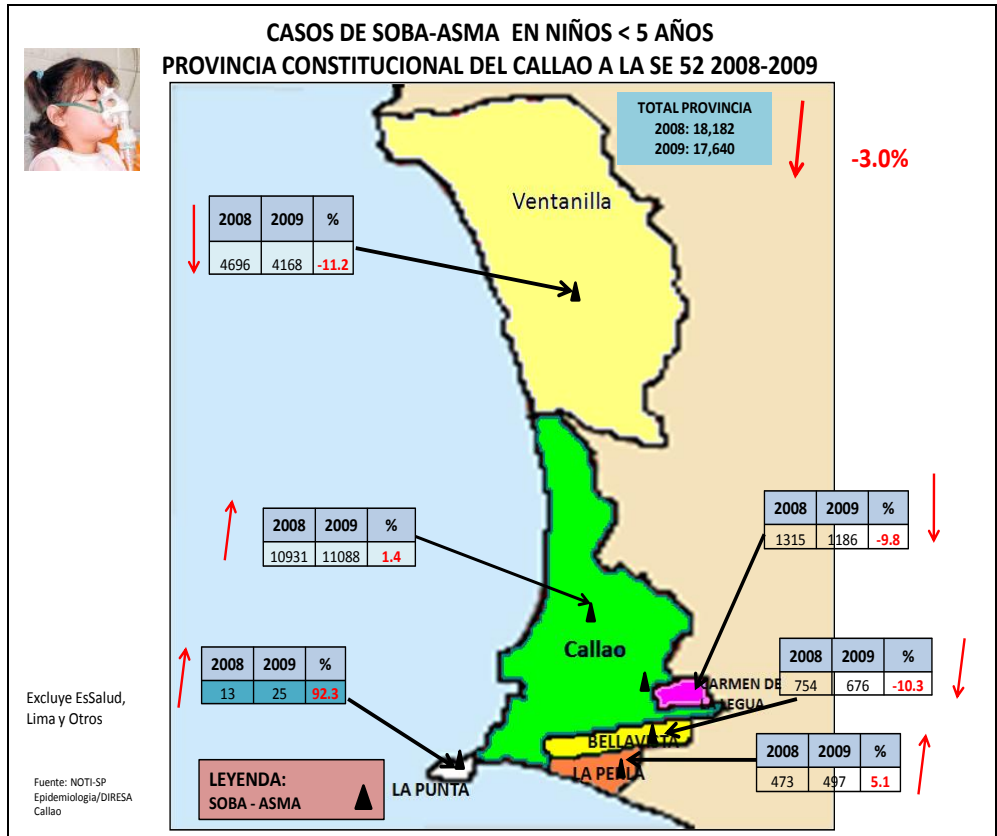 CASOS DE SOBA-ASMA EN NIÑOS < 5 AÑOS
PROVINCIA CONSTITUCIONAL DEL CALLAO A LA SE 52 2008-2009
TOTAL PROVINCIA
2008: 18,182
2009: 17,640
-3.0%
Ventanilla
2008 2009 %
4696 4168 -11.2
2008 2009 %
1315 1186 -9.8
2008 2009 %
10931 11088 1.4
Callao
2008 2009 %
13 25 92.3
2008 2009 %
754 676 -10.3
CARMEN DE
LA LEGUA
Excluye EsSalud,
Lima y Otros
BELLAVISTA
2008 2009 %
473 497 5.1
LA PERLA
LA PUNTA
LEYENDA:
SOBA - ASMA
Fuente: NOTI-SP
Epidemiologia/DIRESA
Callao